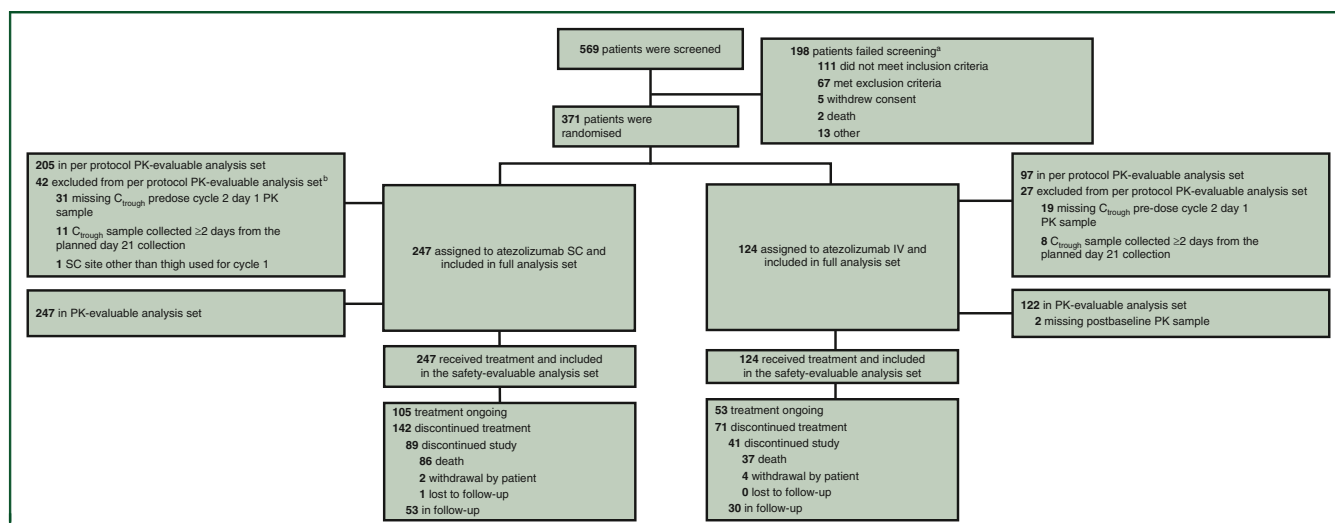 569 patients were screened
198 patients failed screeningᵃ
111 did not meet inclusion criteria
67 met exclusion criteria
5 withdrew consent
2 death
13 other
371 patients were
randomised
205 in per protocol PK-evaluable analysis set
42 excluded from per protocol PK-evaluable analysis setᵇ
31 missing Ctrough predose cycle 2 day 1 PK
sample
11 Ctrough sample collected ≥2 days from the
planned day 21 collection
1 SC site other than thigh used for cycle 1
247 in PK-evaluable analysis set
247 assigned to atezolizumab SC and
included in full analysis set
124 assigned to atezolizumab IV and
included in full analysis set
97 in per protocol PK-evaluable analysis set
27 excluded from per protocol PK-evaluable analysis set
19 missing Ctrough pre-dose cycle 2 day 1
PK sample
8 Ctrough sample collected ≥2 days from the
planned day 21 collection
122 in PK-evaluable analysis set
2 missing postbaseline PK sample
247 received treatment and included
in the safety-evaluable analysis set
124 received treatment and included
in the safety-evaluable analysis set
105 treatment ongoing
142 discontinued treatment
89 discontinued study
86 death
2 withdrawal by patient
1 lost to follow-up
53 in follow-up
53 treatment ongoing
71 discontinued treatment
41 discontinued study
37 death
4 withdrawal by patient
0 lost to follow-up
30 in follow-up